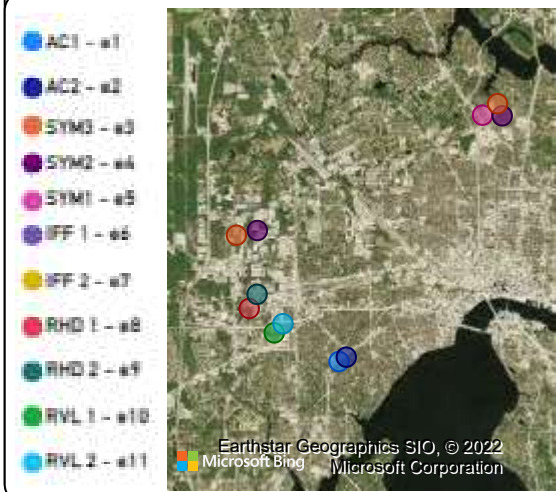 AC1 - e1
AC2 - e2
SYM3 - e3
SYM2 - e4
SYM1 - e5
IFF 1 - e6
IFF 2 - e7
RHD 1 - e8
RHD 2 - e9
RVL 1 - e10
RVL 2 - e11
Earthstar Geographics SIO, © 2022
Microsoft Bing
Microsoft Corporation